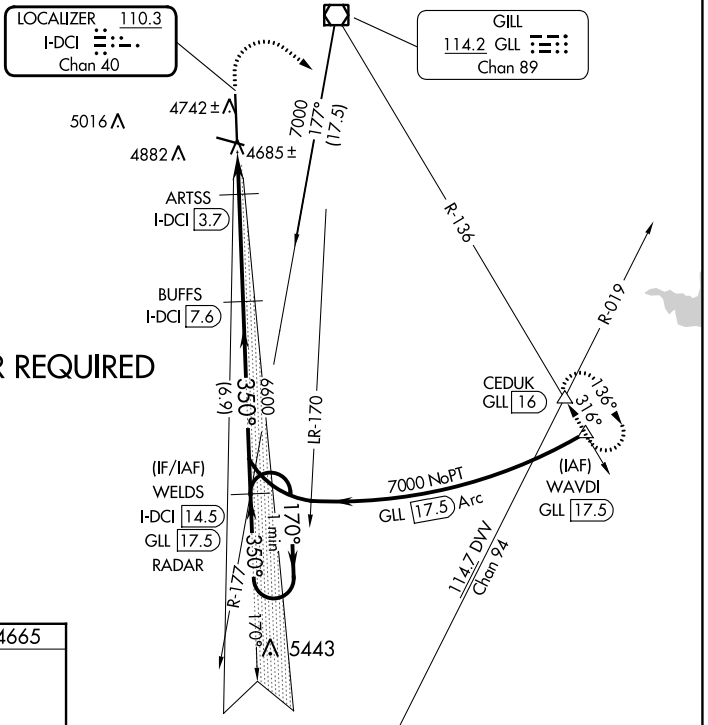 LOCALIZER 110.3
I-DCI
Chan 40
GILL
114.2 GLL
Chan 89
7000
177°
(17.5)
5016
4742 ±
4882
4685 ±
ARTSS
I-DCI 3.7
R-136
R-019
BUFFS
I-DCI 7.6
R REQUIRED
350°
6600
(6.9)
LR-170
CEDUK
GLL 16
136°
316°
(IAF)
WAVDI
GLL 17.5
7000 NoPT
GLL 17.5 Arc
(IF/IAF)
WELDS
I-DCI 14.5
GLL 17.5
RADAR
170°
1 min
350°
R-177
170°
114.7 DVV
Chan 94
4665
5443